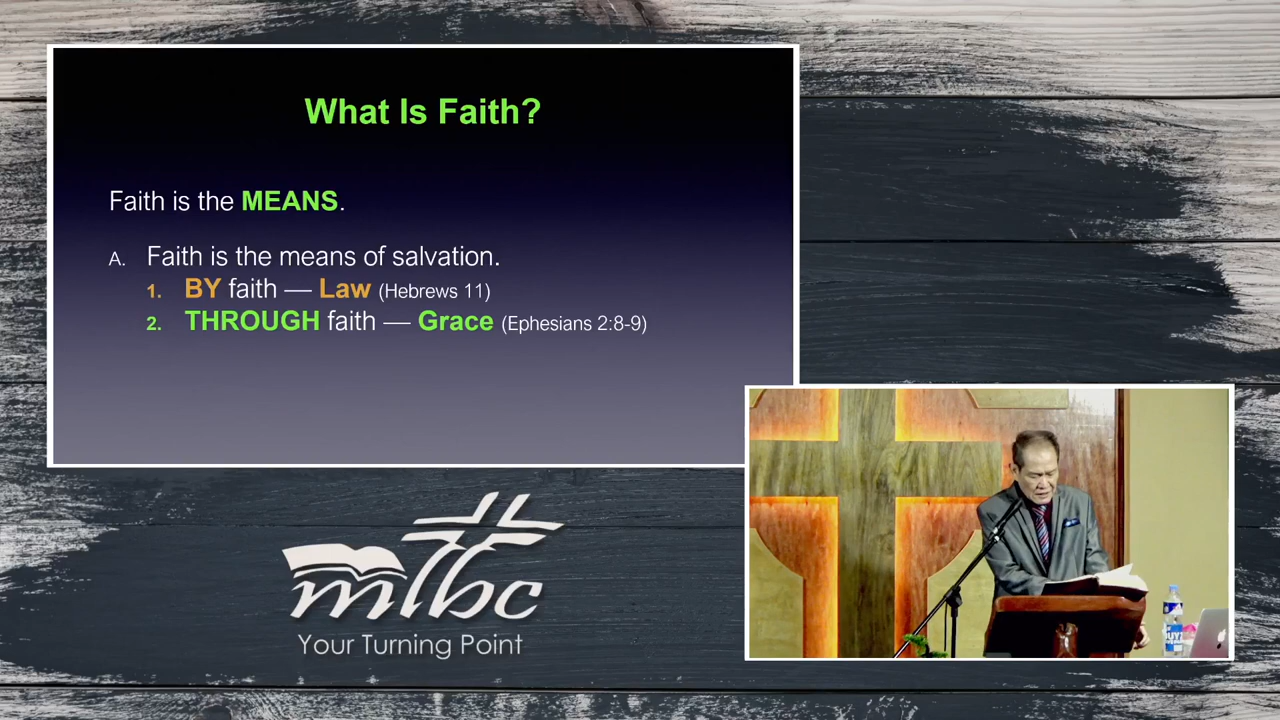 What Is Faith?
Faith is the MEANS.
A. Faith is the means of salvation.
1. BY faith — Law (Hebrews 11)
2. THROUGH faith — Grace (Ephesians 2:8-9)
mlbc
Your Turning Point